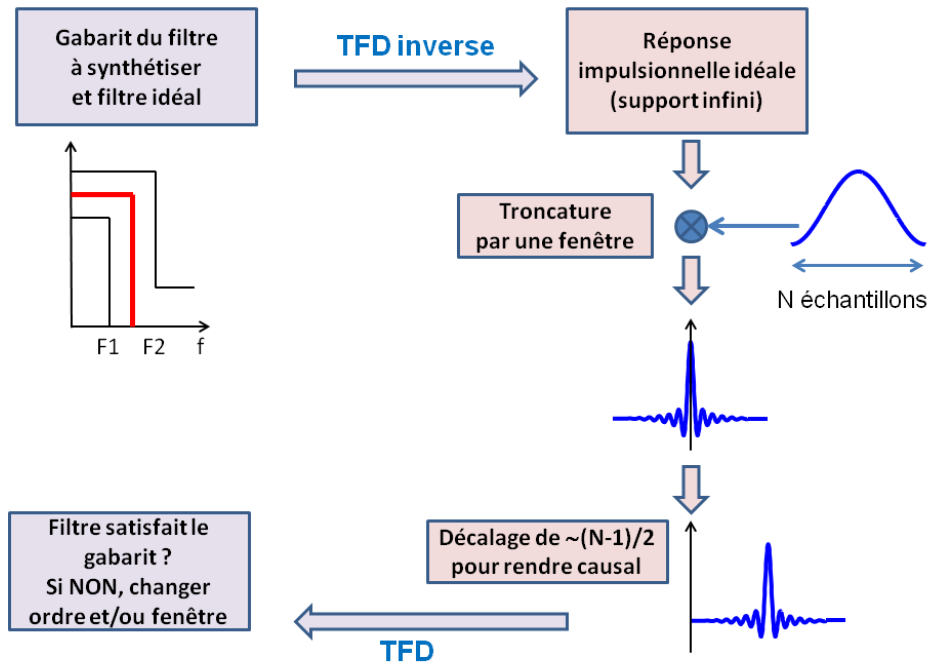 Gabarit du filtre
à synthétiser
et filtre idéal
TFD inverse
Réponse
impulsionnelle idéale
(support infini)
Troncature
par une fenêtre
N échantillons
F1 F2 f
Décalage de ~(N-1)/2
pour rendre causal
Filtre satisfait le
gabarit ?
Si NON, changer
ordre et/ou fenêtre
TFD